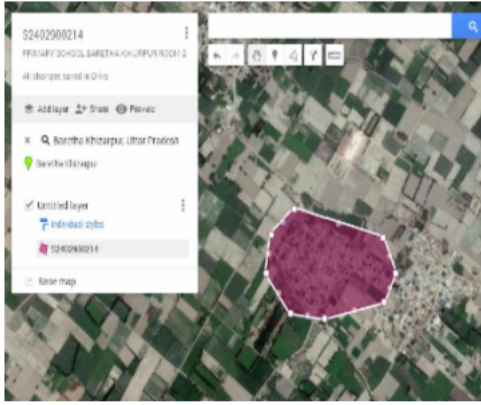 S2402900214
PRIMARY SCHOOL BARETHA KHIJRPUR ROOM 2
All changes saved in Drive
Add layer Share Preview
Baretha Khizarpur, Uttar Pradesh
Baretha Khizarpur
Untitled layer
Individual styles
S2402900214
Base map